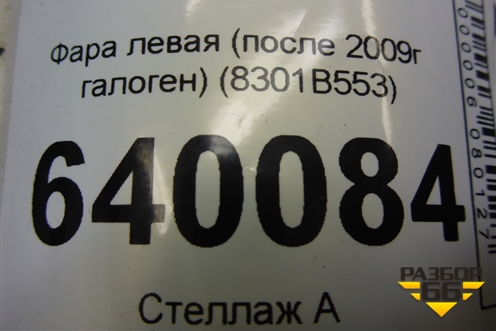 Фара левая (после 2009г
галоген) (8301B553)
640084
Стеллаж А
РАЗБОР
66